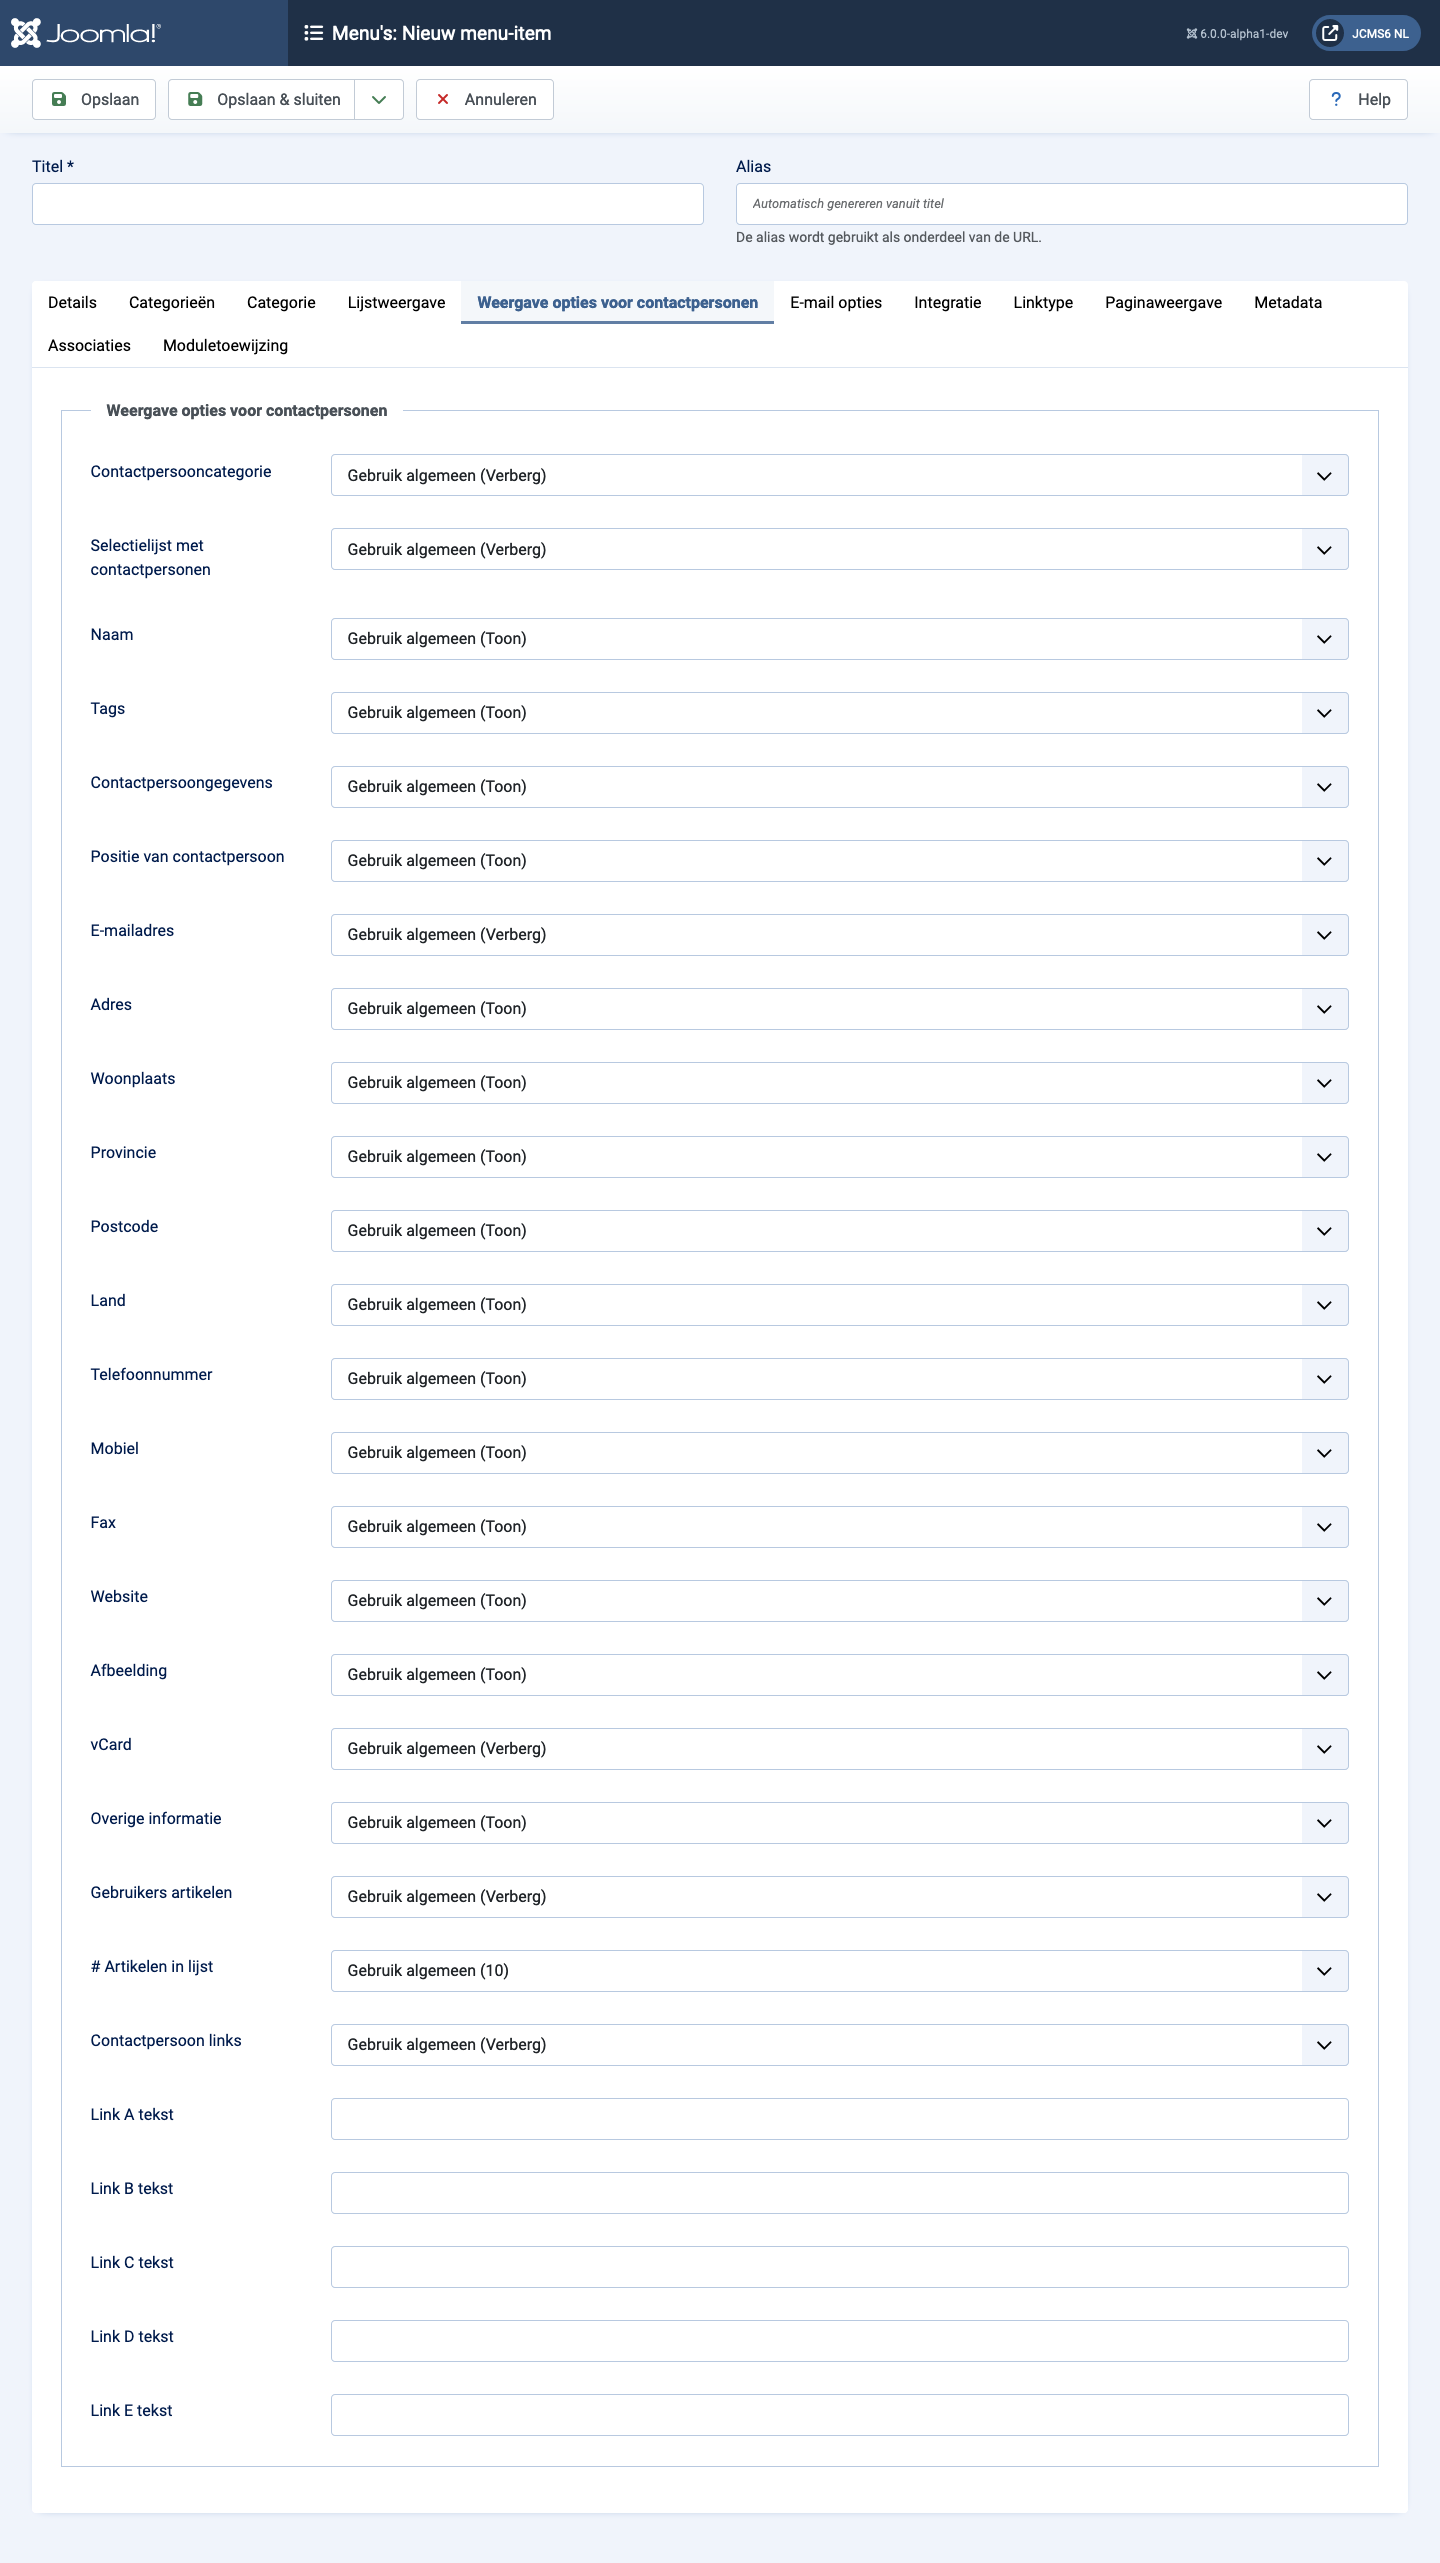 Joomla!®
Menu's: Nieuw menu-item
6.0.0-alpha1-dev
JCMS6 NL
Opslaan
Opslaan & sluiten
Annuleren
? Help
Titel *
Alias
Automatisch genereren vanuit titel
De alias wordt gebruikt als onderdeel van de URL.
Details Categorieën Categorie Lijstweergave Weergave opties voor contactpersonen E-mail opties Integratie Linktype Paginaweergave Metadata
Associaties Moduletoewijzing
Weergave opties voor contactpersonen
Contactpersooncategorie
Gebruik algemeen (Verberg)
Selectielijst met
contactpersonen
Gebruik algemeen (Verberg)
Naam
Gebruik algemeen (Toon)
Tags
Gebruik algemeen (Toon)
Contactpersoongegevens
Gebruik algemeen (Toon)
Positie van contactpersoon
Gebruik algemeen (Toon)
E-mailadres
Gebruik algemeen (Verberg)
Adres
Gebruik algemeen (Toon)
Woonplaats
Gebruik algemeen (Toon)
Provincie
Gebruik algemeen (Toon)
Postcode
Gebruik algemeen (Toon)
Land
Gebruik algemeen (Toon)
Telefoonnummer
Gebruik algemeen (Toon)
Mobiel
Gebruik algemeen (Toon)
Fax
Gebruik algemeen (Toon)
Website
Gebruik algemeen (Toon)
Afbeelding
Gebruik algemeen (Toon)
vCard
Gebruik algemeen (Verberg)
Overige informatie
Gebruik algemeen (Toon)
Gebruikers artikelen
Gebruik algemeen (Verberg)
# Artikelen in lijst
Gebruik algemeen (10)
Contactpersoon links
Gebruik algemeen (Verberg)
Link A tekst
Link B tekst
Link C tekst
Link D tekst
Link E tekst